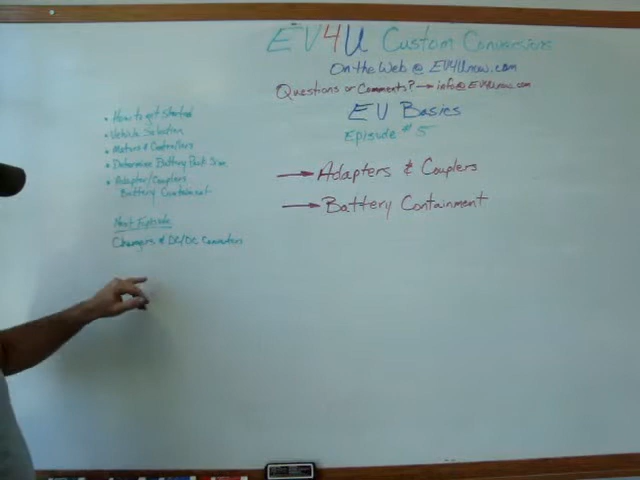 EV4U Custom Conversions
On the Web @ EV4Unow.com
Questions or Comments? → info@EV4Unow.com
EV Basics
Episode # 5
• How to get Started
• Vehicle Selection
• Motors & Controllers
• Determine Battery Pack Size
• Adapter/Couplers
Battery Containment
Next Episode
Chargers & DC/DC Converters
→ Adapters & Couplers
→ Battery Containment